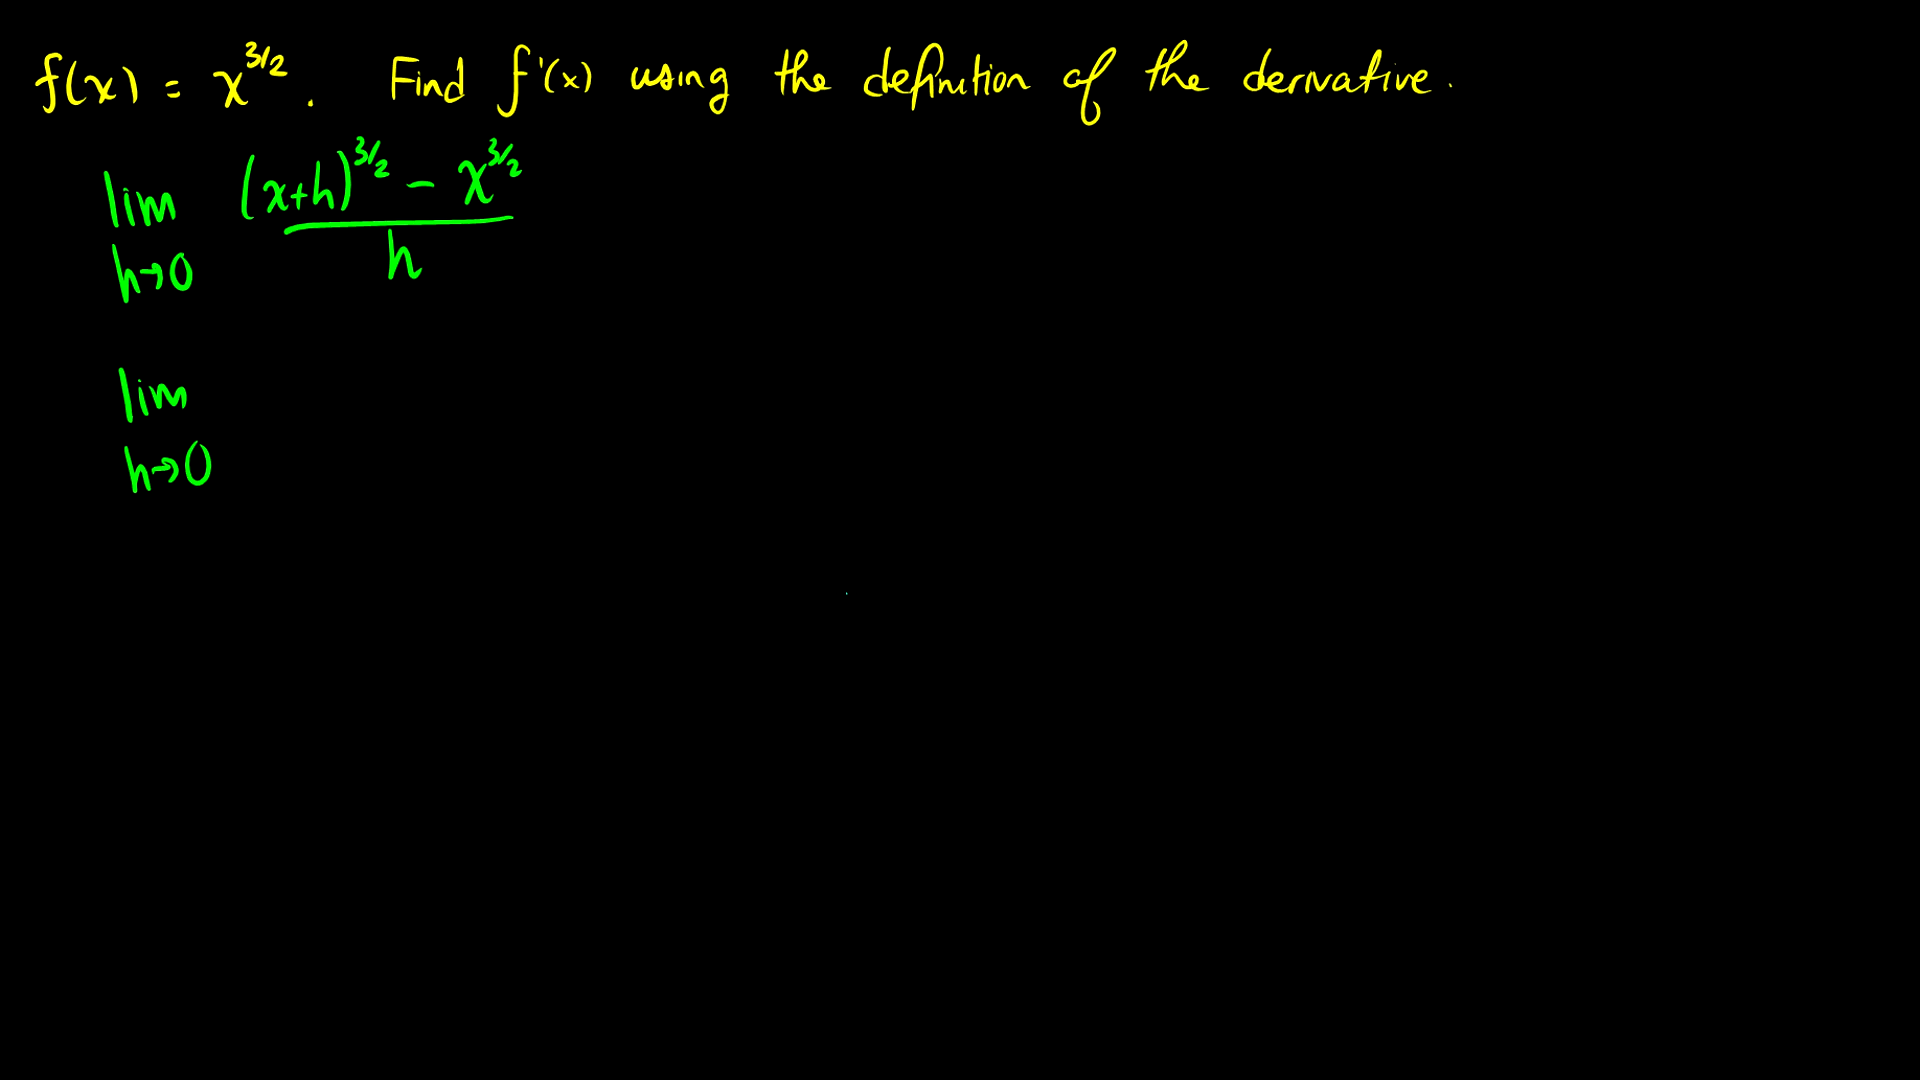 f(x) = x^{3/2}. Find f'(x) using the definition of the derivative.
lim (x+h)^{3/2} - x^{3/2}
h→0 h
lim
h→0